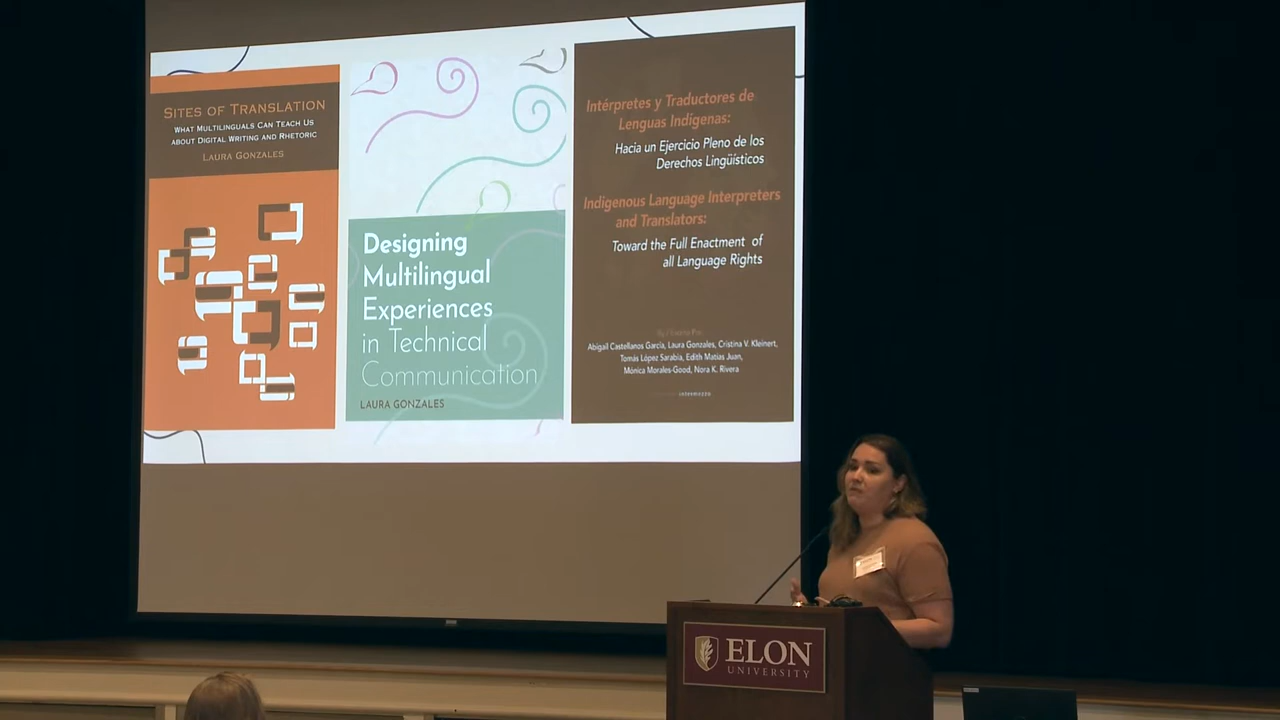 SITES OF TRANSLATION
WHAT MULTILINGUALS CAN TEACH US
ABOUT DIGITAL WRITING AND RHETORIC
LAURA GONZALES
Designing
Multilingual
Experiences
in Technical
Communication
LAURA GONZALES
Intérpretes y Traductores de
Lenguas Indígenas:
Hacia un Ejercicio Pleno de los
Derechos Lingüísticos
Indigenous Language Interpreters
and Translators:
Toward the Full Enactment of
all Language Rights
Abigail Castellanos García, Laura Gonzales, Cristina V. Kleinert,
Tomás López Sarabia, Edith Matías Juan,
Mónica Morales-Good, Nora K. Rivera
intermezzo
ELON
UNIVERSITY